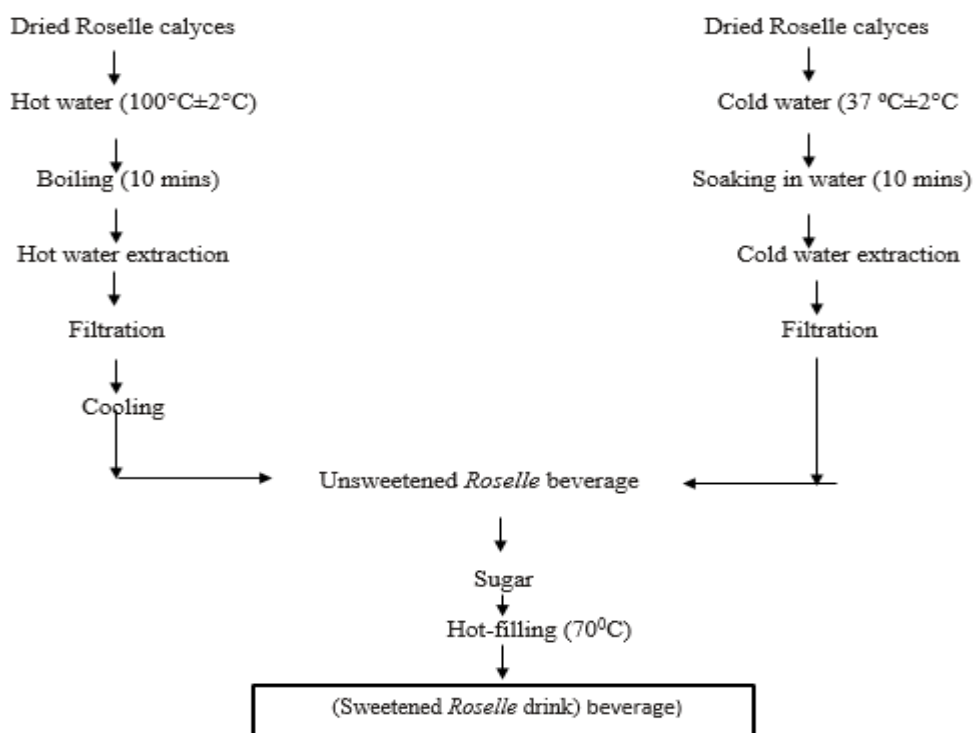 Dried Roselle calyces
Hot water (100°C±2°C)
Boiling (10 mins)
Hot water extraction
Filtration
Cooling
Dried Roselle calyces
Cold water (37 ⁰C±2°C
Soaking in water (10 mins)
Cold water extraction
Filtration
Unsweetened Roselle beverage
Sugar
Hot-filling (70⁰C)
(Sweetened Roselle drink) beverage)